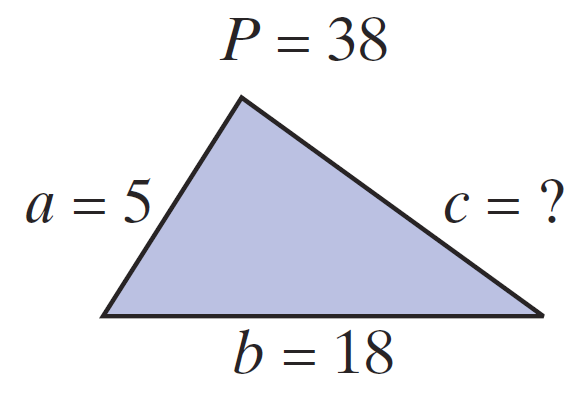 P = 38
a = 5
c = ?
b = 18